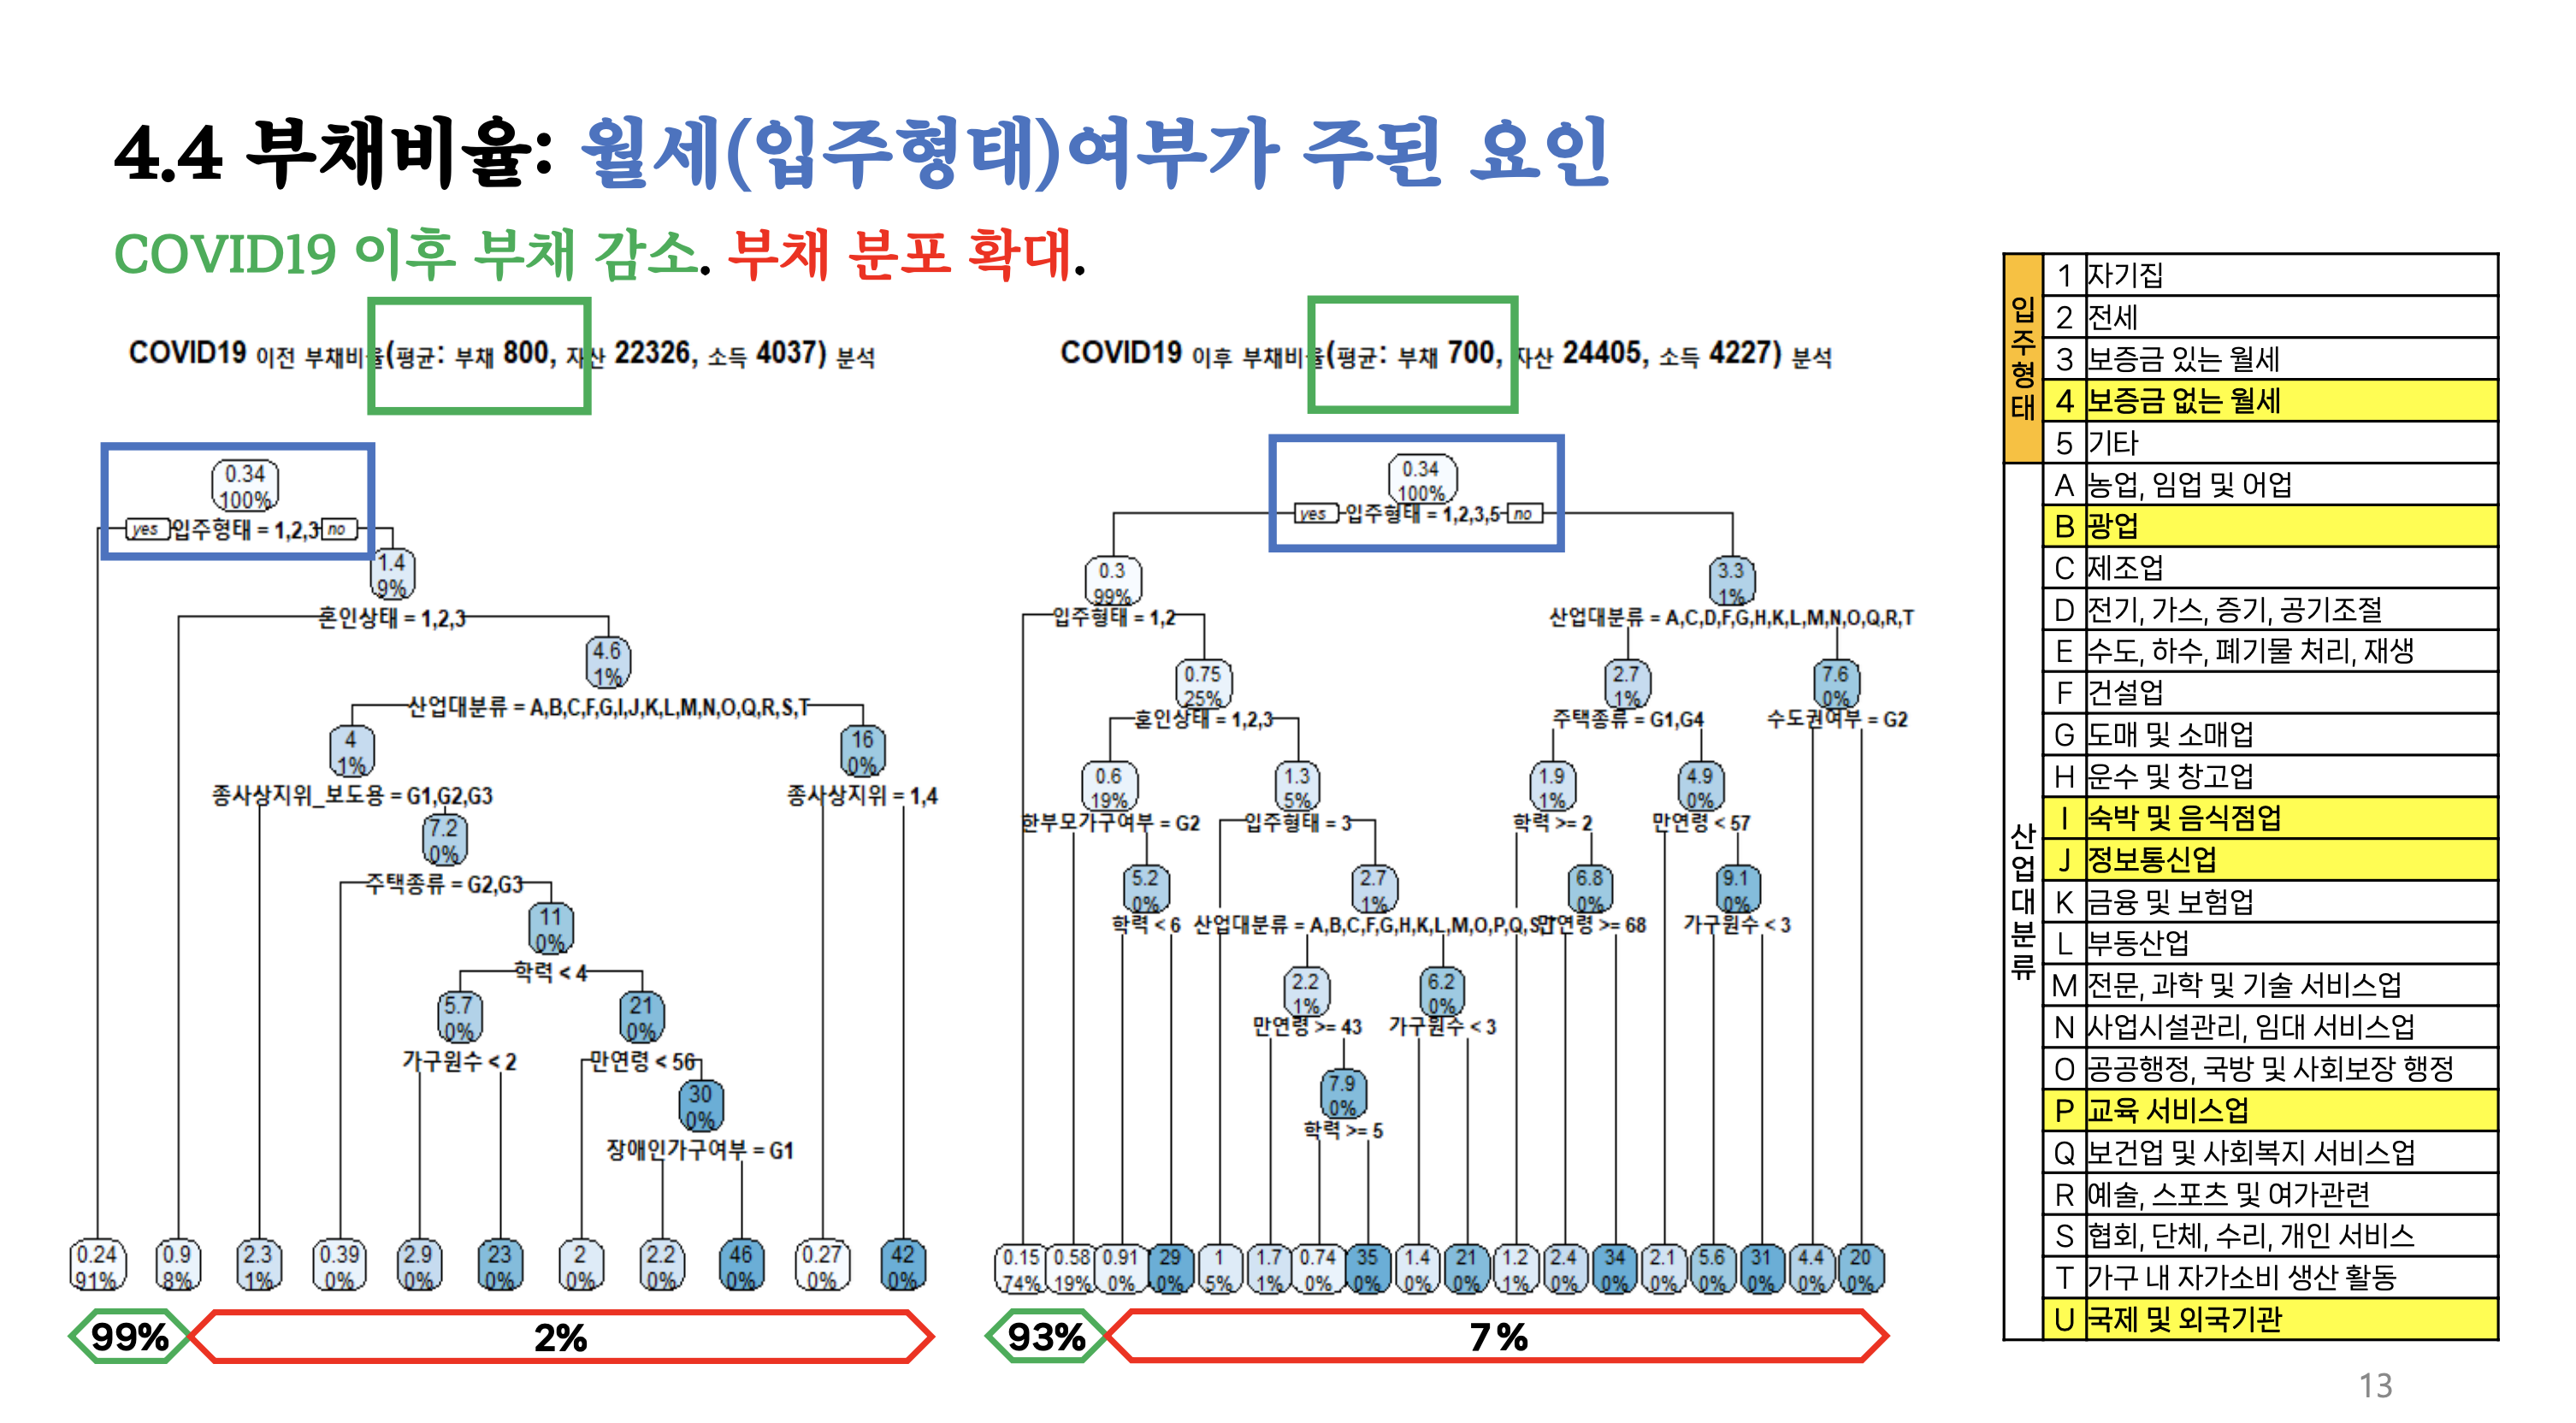 4.4 부채비율: 월세(입주형태)여부가 주된 요인
COVID19 이후 부채 감소. 부채 분포 확대.
COVID19 이전 부채비율(평균: 부채 800, 자산 22326, 소득 4037) 분석
0.34
100%
yes 입주형태 = 1,2,3 no
1.4
9%
혼인상태 = 1,2,3
4.6
1%
산업대분류 = A,B,C,F,G,I,J,K,L,M,N,O,Q,R,S,T
4
1%
16
0%
종사상지위_보도용 = G1,G2,G3
종사상지위 = 1,4
7.2
0%
주택종류 = G2,G3
11
0%
학력 < 4
5.7
0%
21
0%
가구원수 < 2
만연령 < 56
30
0%
장애인가구여부 = G1
0.24 0.9 2.3 0.39 2.9 23 2 2.2 46 0.27 42
91% 8% 1% 0% 0% 0% 0% 0% 0% 0% 0%
99%
2%
COVID19 이후 부채비율(평균: 부채 700, 자산 24405, 소득 4227) 분석
0.34
100%
yes 입주형태 = 1,2,3,5 no
0.3
99%
3.3
1%
입주형태 = 1,2
산업대분류 = A,C,D,F,G,H,K,L,M,N,O,Q,R,T
0.75
25%
2.7
1%
7.6
0%
혼인상태 = 1,2,3
주택종류 = G1,G4
수도권여부 = G2
0.6
19%
1.3
5%
1.9
1%
4.9
0%
한부모가구여부 = G2
입주형태 = 3
학력 >= 2
만연령 < 57
5.2
0%
2.7
1%
6.8
0%
9.1
0%
학력 < 6
산업대분류 = A,B,C,F,G,H,K,L,M,O,P,Q,S,T
만연령 >= 68
가구원수 < 3
2.2
1%
6.2
0%
만연령 >= 43
가구원수 < 3
7.9
0%
학력 >= 5
0.15 0.58 0.91 29 1 1.7 0.74 35 1.4 21 1.2 2.4 34 2.1 5.6 31 4.4 20
74% 19% 0% 0% 5% 1% 0% 0% 0% 0% 1% 0% 0% 0% 0% 0% 0% 0%
93%
7%
입주형태
1 자기집
2 전세
3 보증금 있는 월세
4 보증금 없는 월세
5 기타
산업대분류
A 농업, 임업 및 어업
B 광업
C 제조업
D 전기, 가스, 증기, 공기조절
E 수도, 하수, 폐기물 처리, 재생
F 건설업
G 도매 및 소매업
H 운수 및 창고업
I 숙박 및 음식점업
J 정보통신업
K 금융 및 보험업
L 부동산업
M 전문, 과학 및 기술 서비스업
N 사업시설관리, 임대 서비스업
O 공공행정, 국방 및 사회보장 행정
P 교육 서비스업
Q 보건업 및 사회복지 서비스업
R 예술, 스포츠 및 여가관련
S 협회, 단체, 수리, 개인 서비스
T 가구 내 자가소비 생산 활동
U 국제 및 외국기관
13